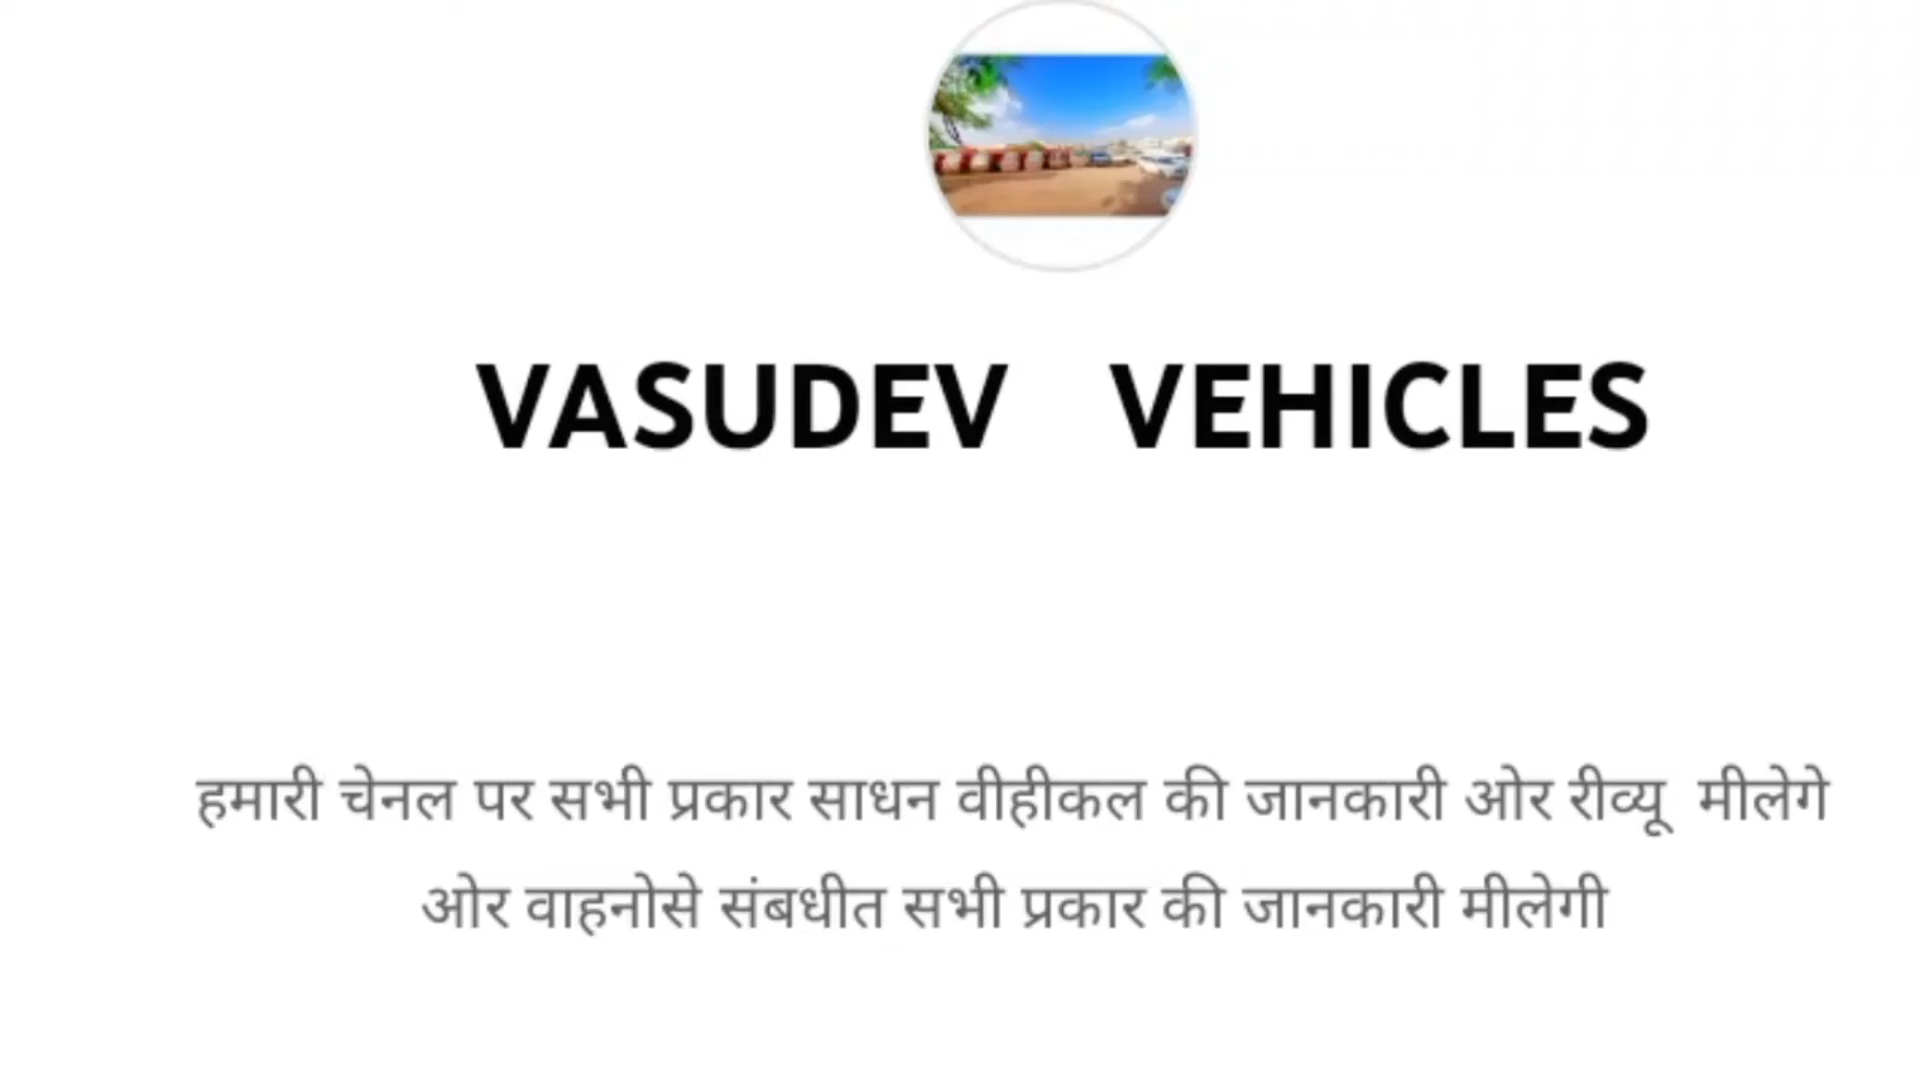 VASUDEV VEHICLES
हमारी चेनल पर सभी प्रकार साधन वीहीकल की जानकारी ओर रीव्यू मीलेगे
ओर वाहनोसे संबधीत सभी प्रकार की जानकारी मीलेगी